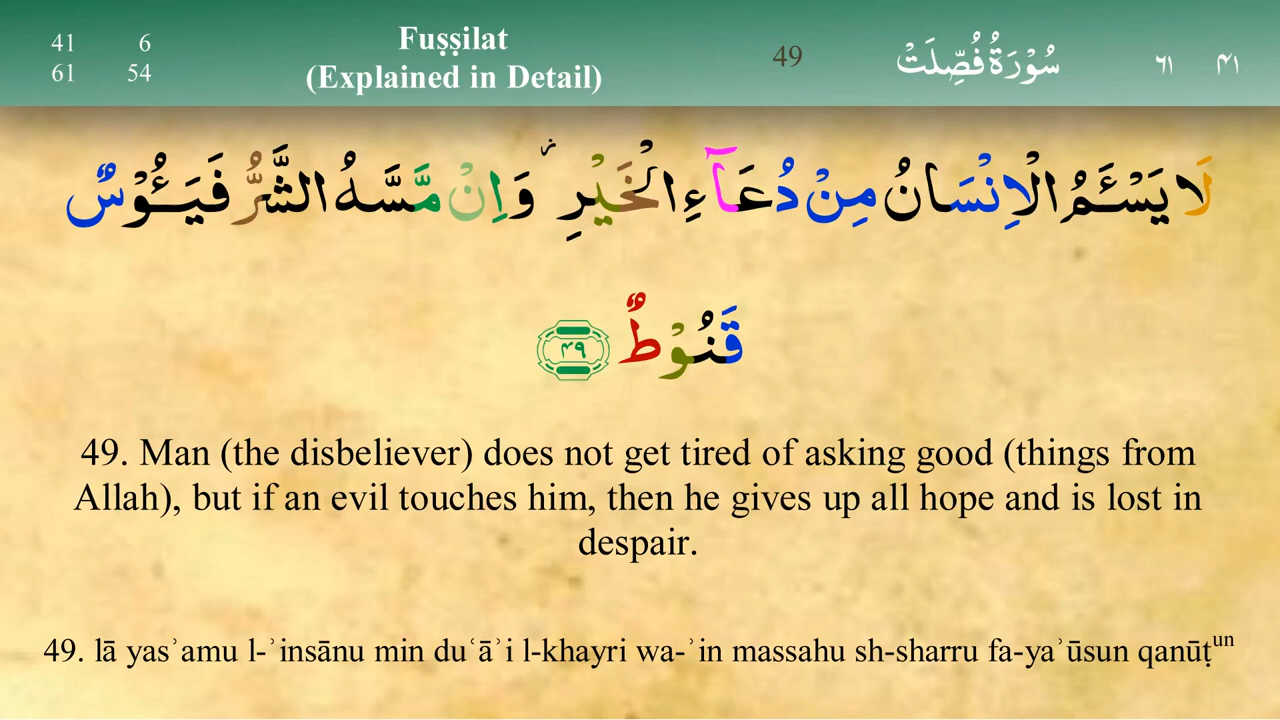 41 6 Fuṣṣilat 49 سُوْرَةُ فُصِّلَتْ ٦١ ۴١
61 54 (Explained in Detail)
لَا يَسْـَٔمُ الْاِنْسَانُ مِنْ دُعَآءِ الْخَيْرِ ؗ وَاِنْ مَّسَّهُ الشَّرُّ فَيَـُٔوْسٌ
قَنُوْطٌ ۴٩
49. Man (the disbeliever) does not get tired of asking good (things from
Allah), but if an evil touches him, then he gives up all hope and is lost in
despair.
49. lā yasʾamu l-ʾinsānu min duʿāʾi l-khayri wa-ʾin massahu sh-sharru fa-yaʾūsun qanūṭun